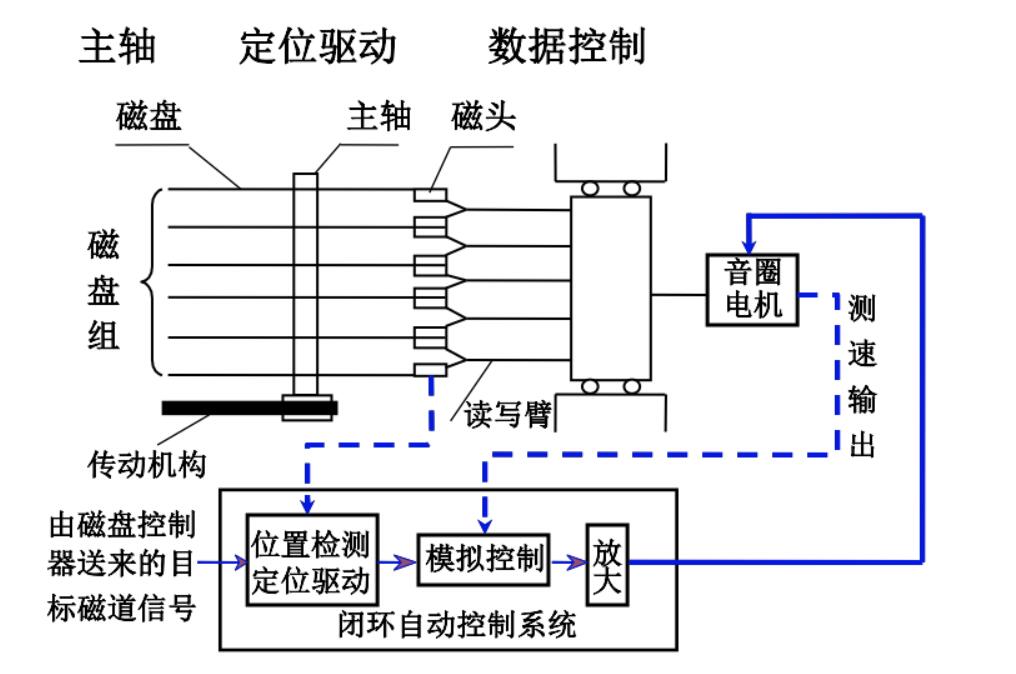 主轴 定位驱动 数据控制
磁盘 主轴 磁头
磁盘组
音圈
电机
测速输出
读写臂
传动机构
由磁盘控制
器送来的目
标磁道信号
位置检测
定位驱动
模拟控制
放大
闭环自动控制系统